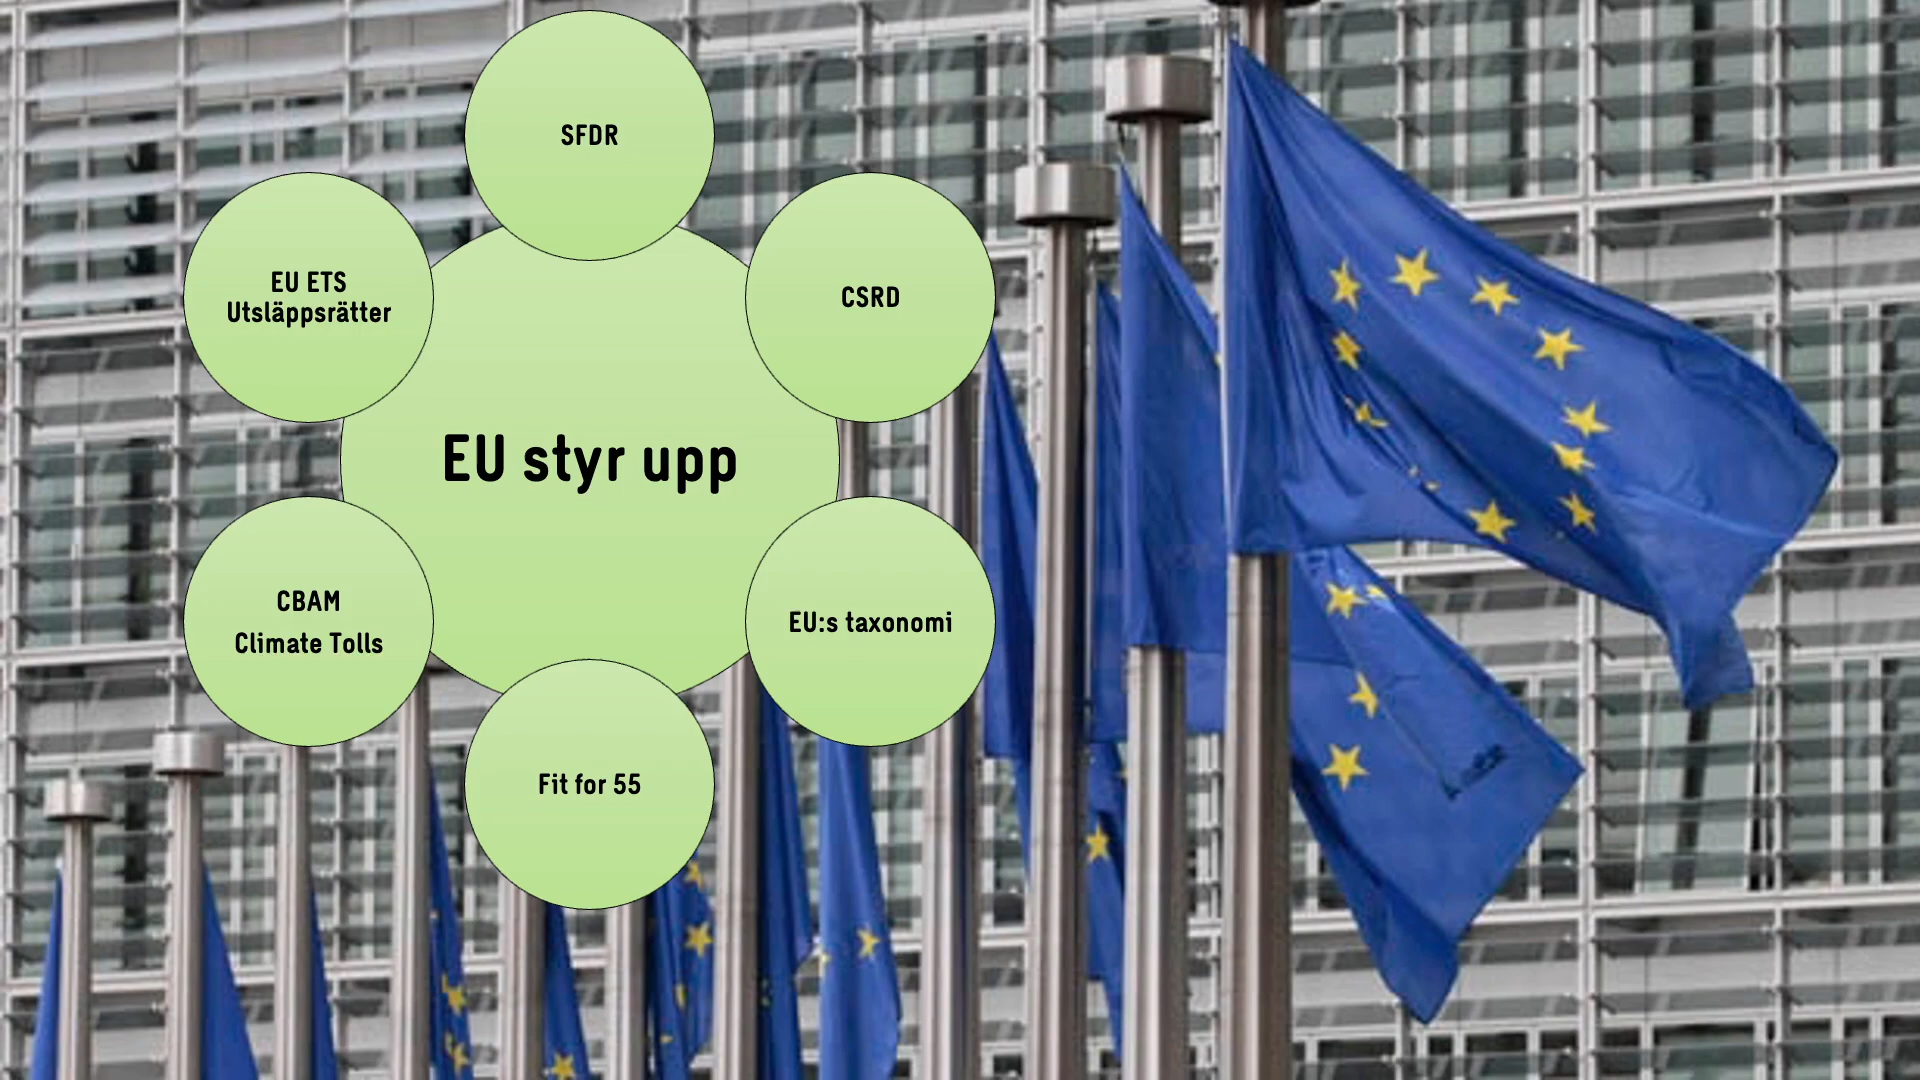 SFDR
EU ETS
Utsläppsrätter
CSRD
EU styr upp
CBAM
Climate Tolls
EU:s taxonomi
Fit for 55